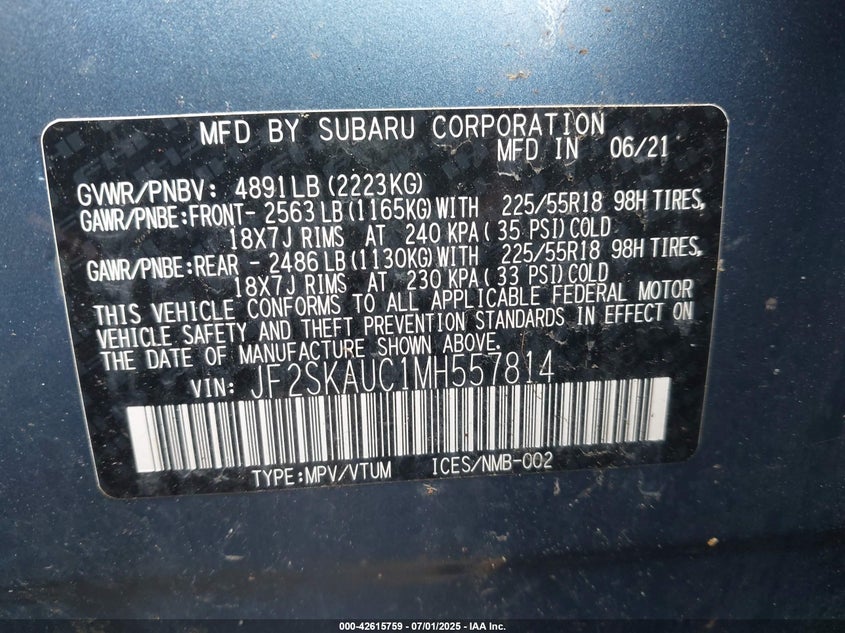 MFD BY SUBARU CORPORATION
MFD IN 06/21
GVWR/PNBV: 4891LB (2223KG)
GAWR/PNBE:FRONT- 2563 LB (1165KG) WITH 225/55R18 98H TIRES,
18X7J RIMS AT 240 KPA ( 35 PSI) COLD
GAWR/PNBE:REAR - 2486 LB (1130KG) WITH 225/55R18 98H TIRES,
18X7J RIMS AT 230 KPA ( 33 PSI) COLD
THIS VEHICLE CONFORMS TO ALL APPLICABLE FEDERAL MOTOR
VEHICLE SAFETY AND THEFT PREVENTION STANDARDS IN EFFECT ON
THE DATE OF MANUFACTURE SHOWN ABOVE.
VIN: JF2SKAUC1MH557814
TYPE:MPV/VTUM ICES/NMB-002
000-42615759 - 07/01/2025 - IAA Inc.